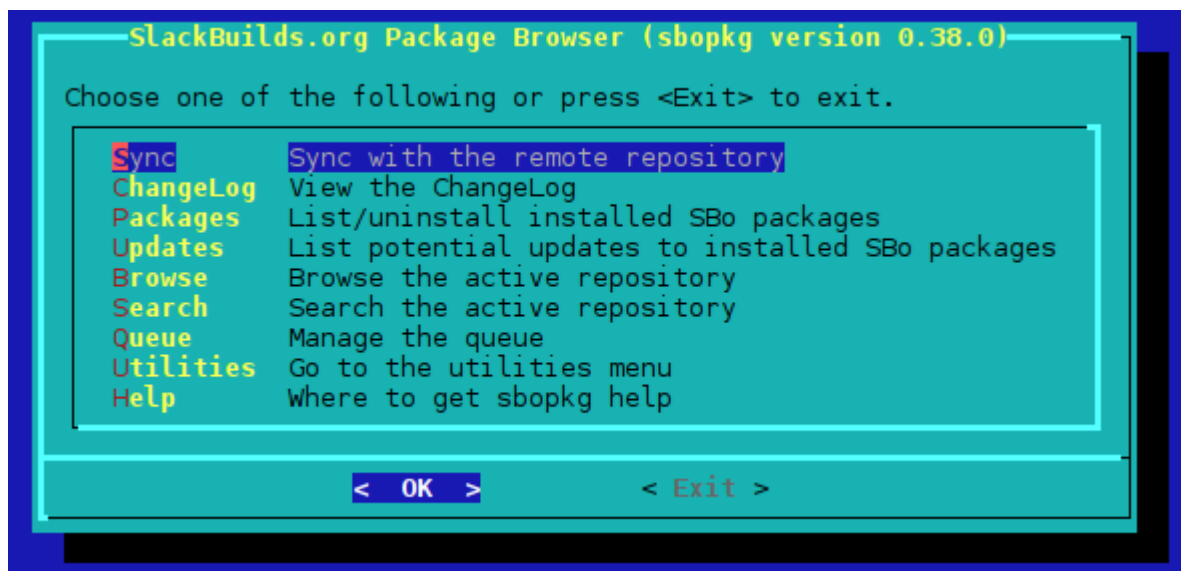 SlackBuilds.org Package Browser (sbopkg version 0.38.0)
Choose one of the following or press <Exit> to exit.
Sync Sync with the remote repository
ChangeLog View the ChangeLog
Packages List/uninstall installed SBo packages
Updates List potential updates to installed SBo packages
Browse Browse the active repository
Search Search the active repository
Queue Manage the queue
Utilities Go to the utilities menu
Help Where to get sbopkg help
< OK > < Exit >